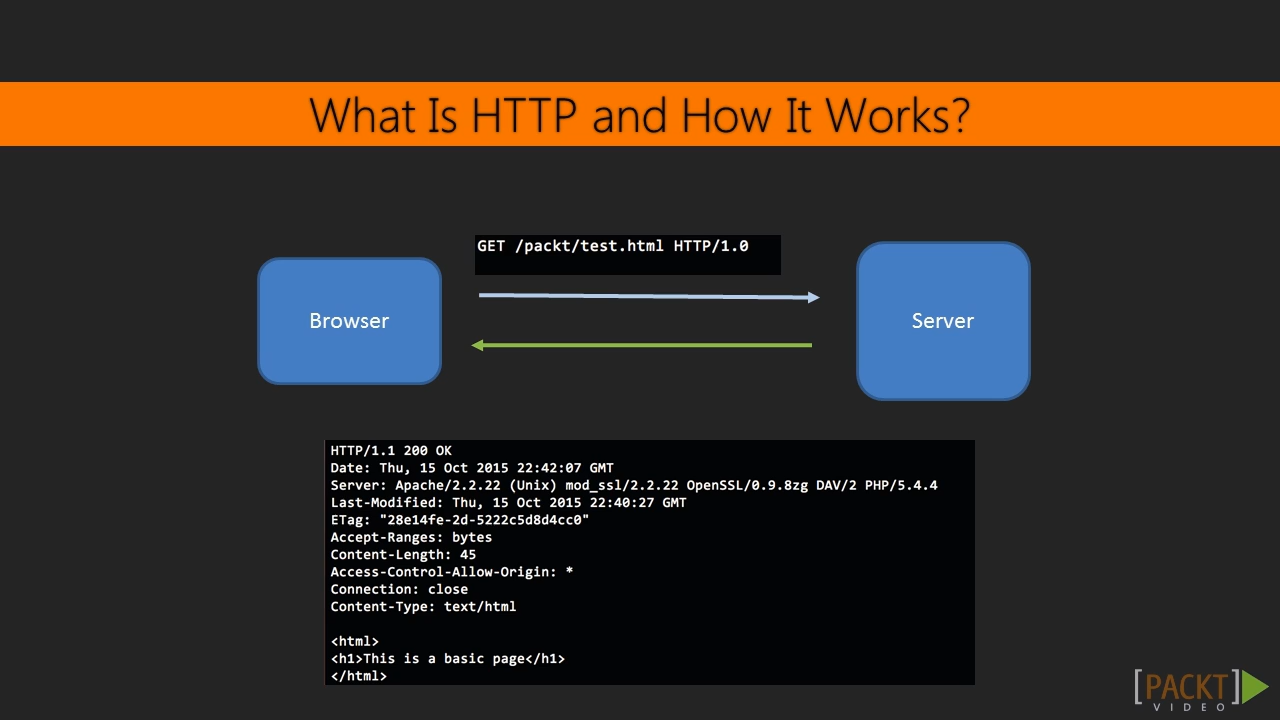 What Is HTTP and How It Works?
GET /packt/test.html HTTP/1.0
Browser
Server
HTTP/1.1 200 OK
Date: Thu, 15 Oct 2015 22:42:07 GMT
Server: Apache/2.2.22 (Unix) mod_ssl/2.2.22 OpenSSL/0.9.8zg DAV/2 PHP/5.4.4
Last-Modified: Thu, 15 Oct 2015 22:40:27 GMT
ETag: "28e14fe-2d-5222c5d8d4cc0"
Accept-Ranges: bytes
Content-Length: 45
Access-Control-Allow-Origin: *
Connection: close
Content-Type: text/html
<html>
<h1>This is a basic page</h1>
</html>
[PACKT]
VIDEO